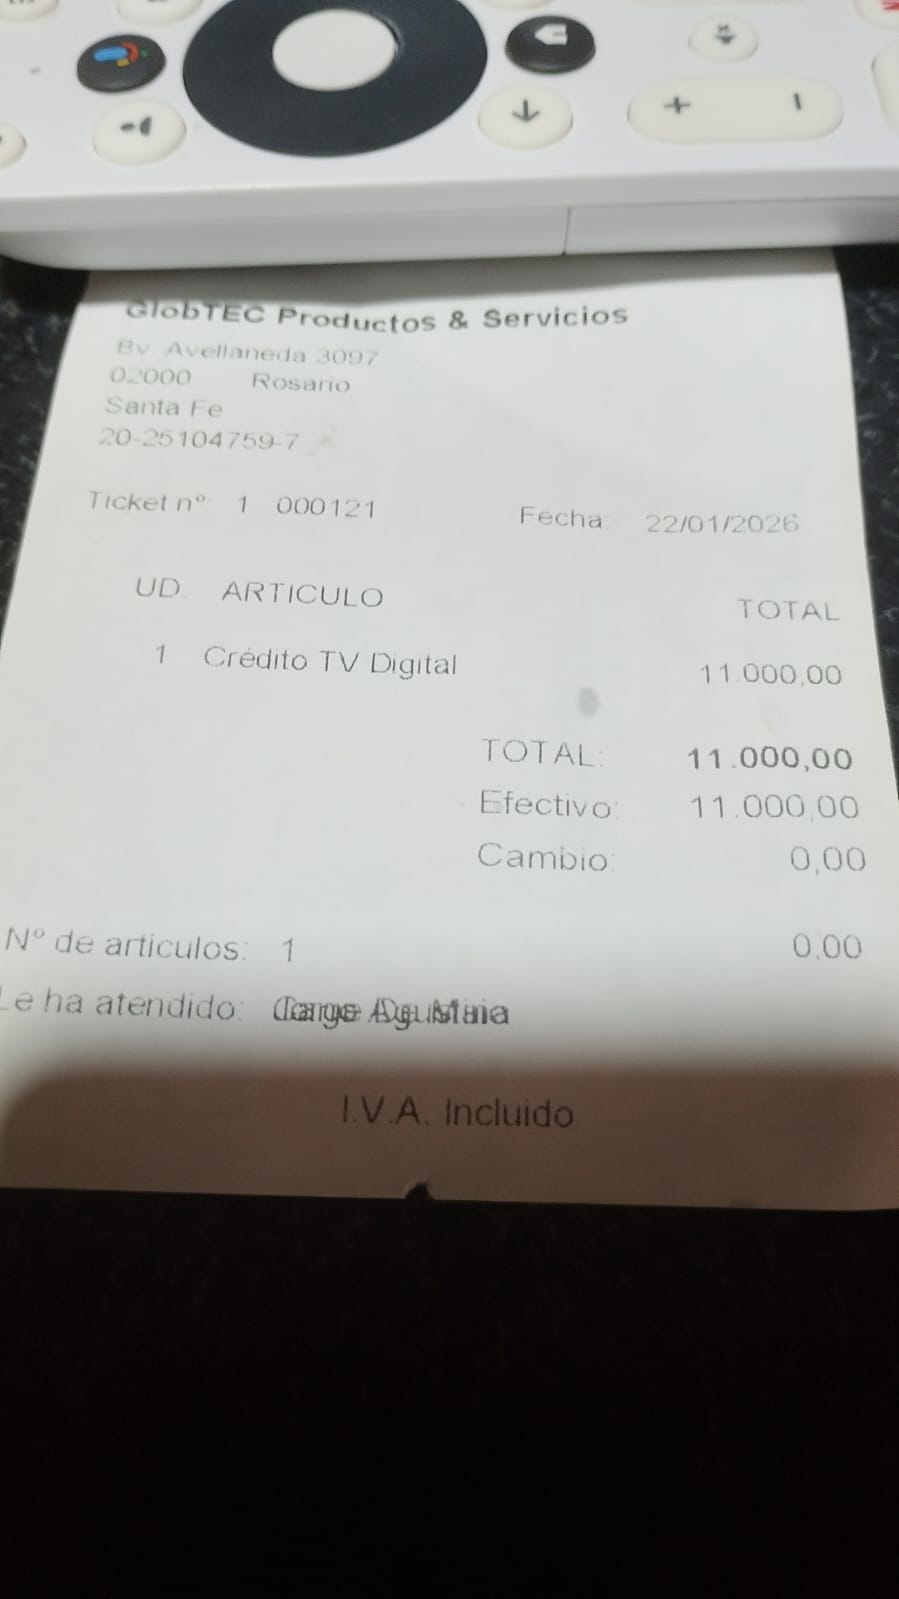 GlobTEC Productos & Servicios
Bv. Avellaneda 3097
02000 Rosario
Santa Fe
20-25104759-7
Ticket nº: 1 000121 Fecha: 22/01/2026
UD. ARTICULO TOTAL
1 Crédito TV Digital 11.000,00
TOTAL: 11.000,00
Efectivo: 11.000,00
Cambio: 0,00
Nº de articulos: 1 0,00
Le ha atendido:
I.V.A. Incluido